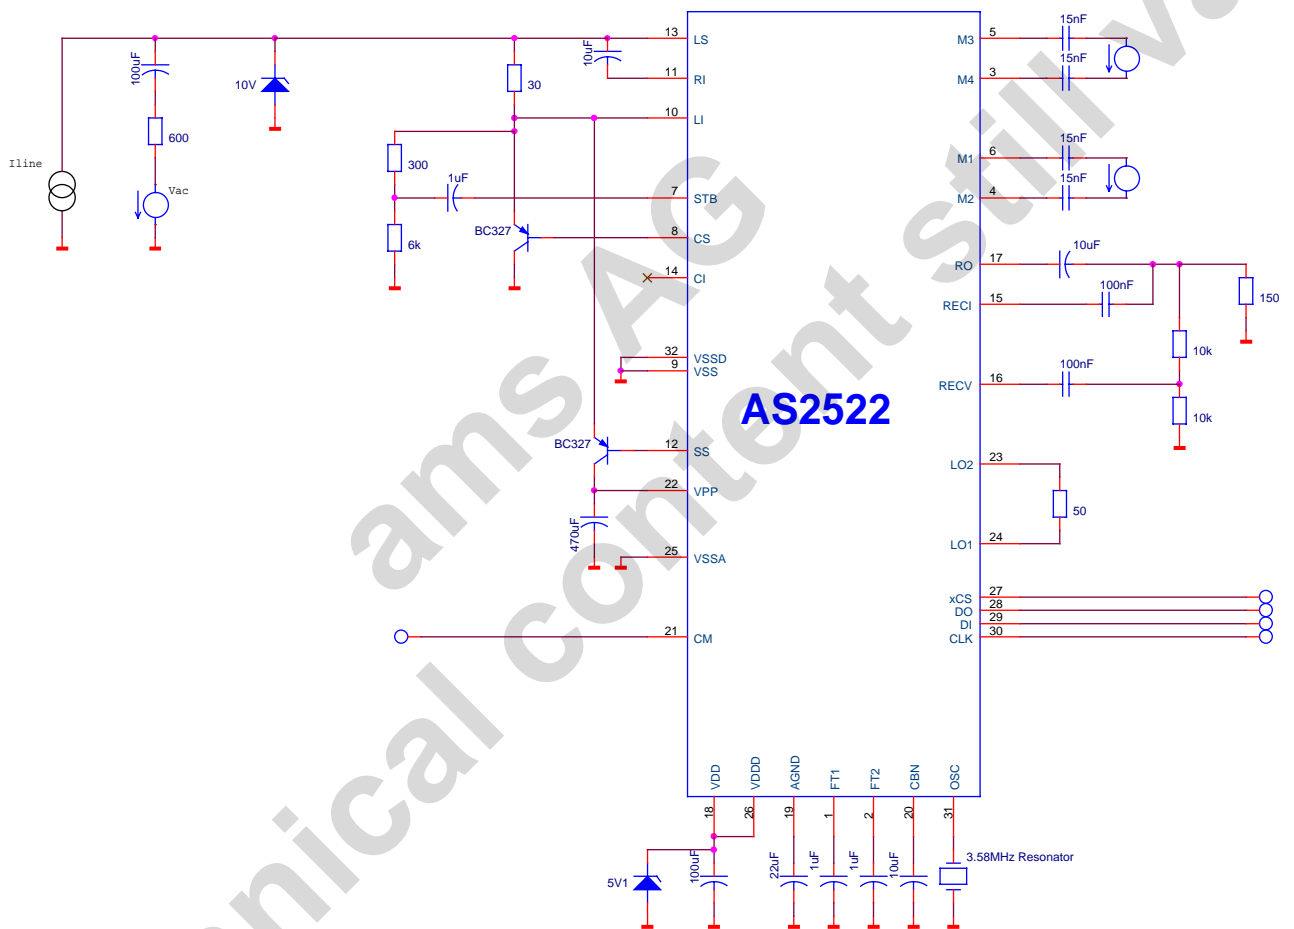 13 LS
M3 5 15nF
100uF
10uF
15nF
10V
30
11 RI
M4 3
10 LI
600
Iline
300
1uF
M1 6 15nF
15nF
Vac
7 STB
M2 4
BC327
8 CS
6k
14 CI
RO 17 10uF
100nF
RECI 15
150
32 VSSD
9 VSS
10k
RECV 16 100nF
AS2522
10k
BC327
12 SS
LO2 23
22 VPP
50
470uF
25 VSSA
LO1 24
xCS 27
DO 28
DI 29
CLK 30
21 CM
VDD VDDD AGND FT1 FT2 CBN OSC
18 26 19 1 2 20 31
5V1
100uF
22uF
1uF
1uF
10uF
3.58MHz Resonator
ams AG
content still